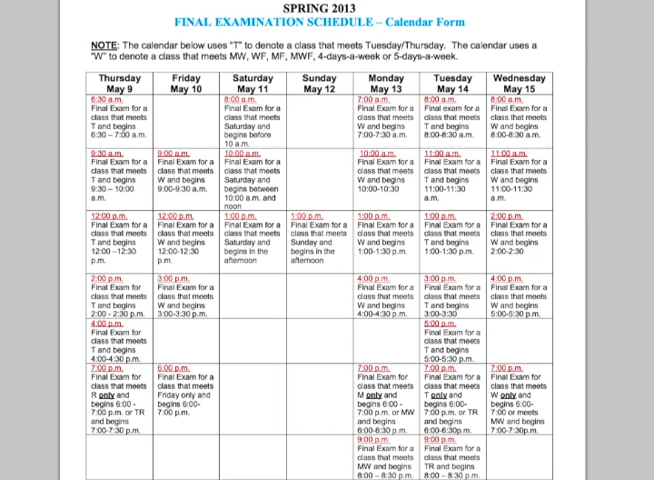 SPRING 2013
FINAL EXAMINATION SCHEDULE – Calendar Form
NOTE: The calendar below uses "T" to denote a class that meets Tuesday/Thursday. The calendar uses a
"W" to denote a class that meets MW, WF, MF, MWF, 4-days-a-week or 5-days-a-week.
Thursday
May 9
Friday
May 10
Saturday
May 11
Sunday
May 12
Monday
May 13
Tuesday
May 14
Wednesday
May 15
6:30 a.m.
Final Exam for a
class that meets
T and begins
6:30 – 7:00 a.m.
8:00 a.m.
Final Exam for a
class that meets
Saturday and
begins before
10 a.m.
7:00 a.m.
Final Exam for a
class that meets
W and begins
7:00-7:30 a.m.
8:00 a.m.
Final exam for a
class that meets
T and begins
8:00-8:30 a.m.
8:00 a.m.
Final Exam for a
class that meets
W and begins
8:00-8:30 a.m.
9:30 a.m.
Final Exam for a
class that meets
T and begins
9:30 – 10:00
a.m.
9:00 a.m.
Final Exam for a
class that meets
W and begins
9:00-9:30 a.m.
10:00 a.m.
Final Exam for a
class that meets
Saturday and
begins between
10:00 a.m. and
noon
10:00 a.m.
Final Exam for a
class that meets
W and begins
10:00-10:30
11:00 a.m.
Final Exam for a
class that meets
T and begins
11:00-11:30
a.m.
11:00 a.m.
Final Exam for a
class that meets
W and begins
11:00-11:30
a.m.
12:00 p.m.
Final Exam for a
class that meets
T and begins
12:00 –12:30
p.m.
12:00 p.m.
Final Exam for a
class that meets
W and begins
12:00-12:30
p.m.
1:00 p.m.
Final Exam for a
class that meets
Saturday and
begins in the
afternoon
1:00 p.m.
Final Exam for a
class that meets
Sunday and
begins in the
afternoon
1:00 p.m.
Final Exam for a
class that meets
W and begins
1:00-1:30 p.m.
1:00 p.m.
Final Exam for a
class that meets
T and begins
1:00-1:30 p.m.
2:00 p.m.
Final Exam for a
class that meets
W and begins
2:00-2:30
2:00 p.m.
Final Exam for
class that meets
T and begins
2:00 - 2:30 p.m.
3:00 p.m.
Final Exam for a
class that meets
W and begins
3:00-3:30 p.m.
4:00 p.m.
Final Exam for a
class that meets
W and begins
4:00-4:30 p.m.
3:00 p.m.
Final Exam for a
class that meets
T and begins
3:00-3:30
4:00 p.m.
Final Exam for a
class that meets
W and begins
5:00-5:30 p.m.
4:00 p.m.
Final Exam for
class that meets
T and begins
4:00-4:30 p.m.
5:00 p.m.
Final Exam for a
class that meets
T and begins
5:00-5:30 p.m.
7:00 p.m.
Final Exam for
class that meets
R only and
begins 6:00 -
7:00 p.m. or TR
and begins
7:00-7:30 p.m.
6:00 p.m.
Final Exam for a
class that meets
Friday only and
begins 6:00-
7:00 p.m.
7:00 p.m.
Final Exam for
class that meets
M only and
begins 6:00 -
7:00 p.m. or MW
and begins
6:00-6:30 p.m.
7:00 p.m.
Final Exam for a
class that meets
T only and
begins 6:00-
7:00 p.m. or TR
and begins
6:00-6:30p.m.
7:00 p.m.
Final Exam for
class that meets
W only and
begins 6:00-
7:00 or meets
MW and begins
7:00-7:30p.m.
9:00 p.m.
Final Exam for a
class that meets
MW and begins
8:00 – 8:30 p.m.
9:00 p.m.
Final Exam for a
class that meets
TR and begins
8:00 – 8:30 p.m.